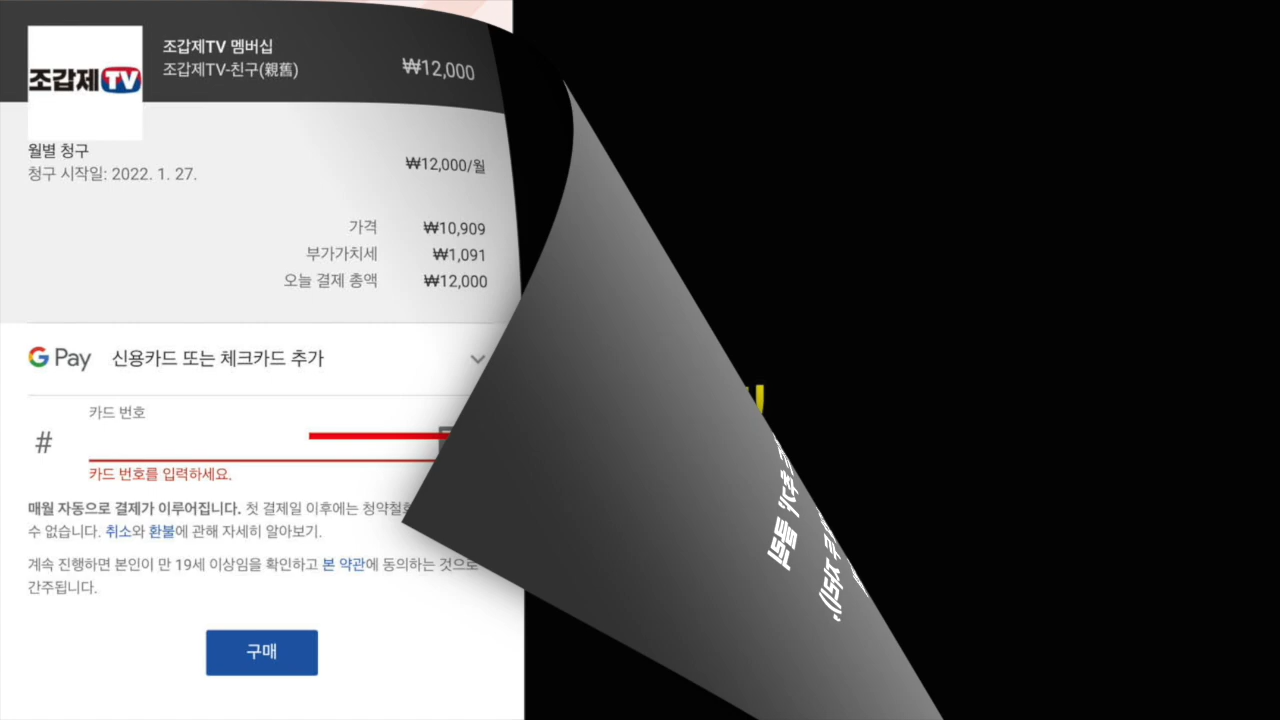 조갑제TV 멤버십
조갑제TV-친구(親舊)
₩12,000
조갑제TV
월별 청구
청구 시작일: 2022. 1. 27.
₩12,000/월
가격 ₩10,909
부가가치세 ₩1,091
오늘 결제 총액 ₩12,000
G Pay 신용카드 또는 체크카드 추가
카드 번호
#
카드 번호를 입력하세요.
매월 자동으로 결제가 이루어집니다. 첫 결제일 이후에는
수 없습니다. 취소와 환불에 관해 자세히 알아보기.
계속 진행하면 본인이 만 19세 이상임을 확인하고 본 약관에 동의하는 것으로
간주됩니다.
구매